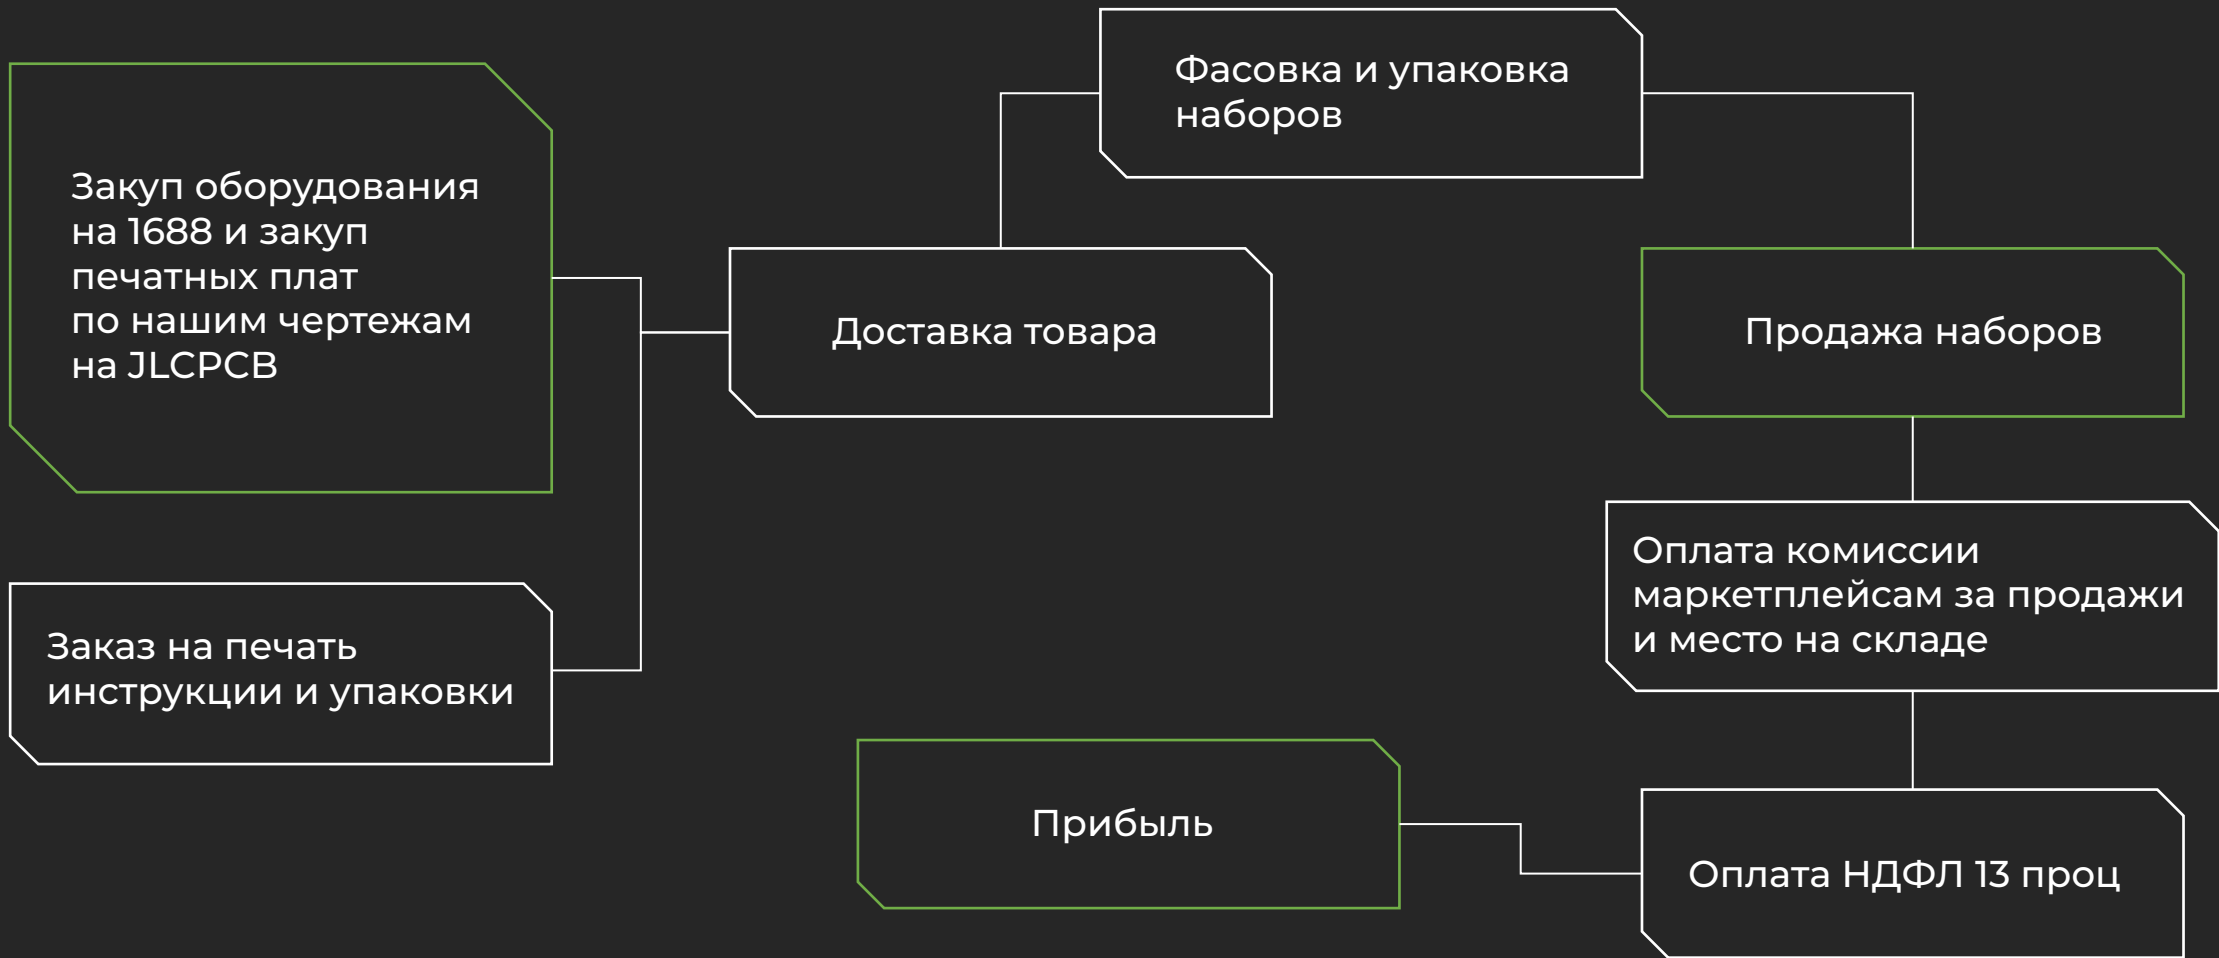 Закуп оборудования
на 1688 и закуп
печатных плат
по нашим чертежам
на JLCPCB
Заказ на печать
инструкции и упаковки
Доставка товара
Фасовка и упаковка
наборов
Продажа наборов
Оплата комиссии
маркетплейсам за продажи
и место на складе
Оплата НДФЛ 13 проц
Прибыль